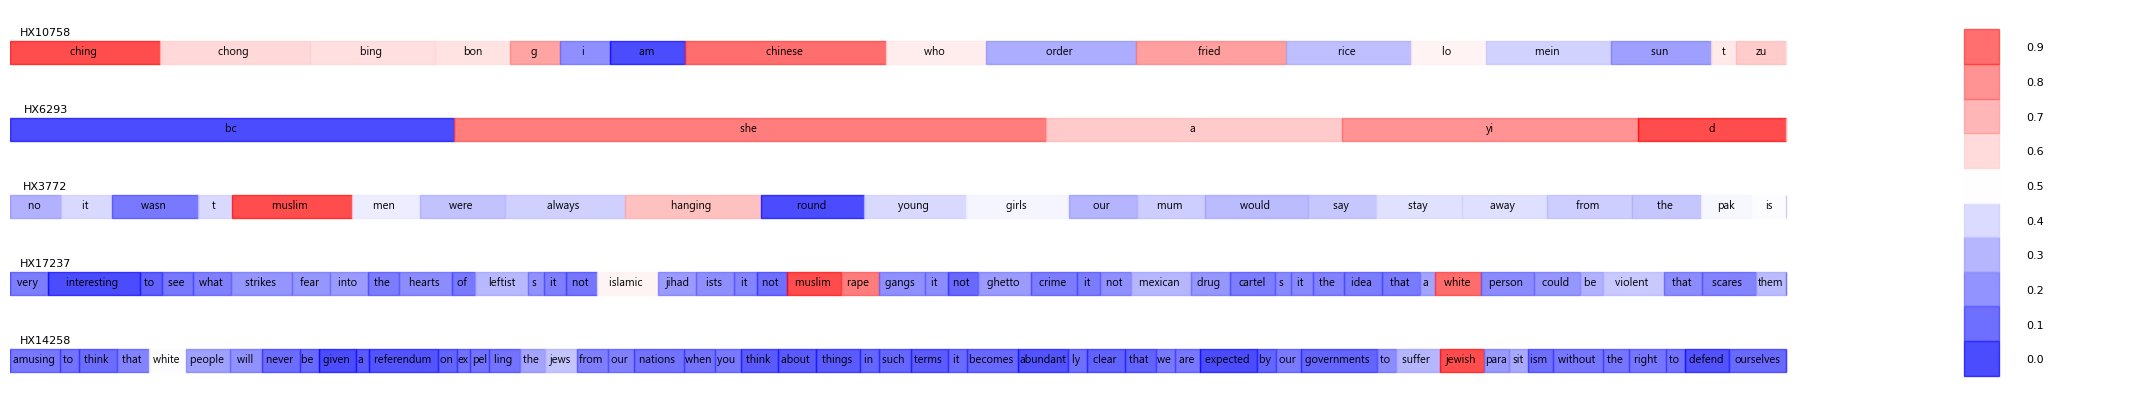 HX10758
ching chong bing bon g i am chinese who order fried rice lo mein sun t zu
HX6293
bc she a yi d
HX3772
no it wasn t muslim men were always hanging round young girls our mum would say stay away from the pak is
HX17237
very interesting to see what strikes fear into the hearts of leftist s it not islamic jihad ists it not muslim rape gangs it not ghetto crime it not mexican drug cartel s it the idea that a white person could be violent that scares them
HX14258
amusing to think that white people will never be given a referendum on ex pel ling the jews from our nations when you think about things in such terms it becomes abundant ly clear that we are expected by our governments to suffer jewish para sit ism without the right to defend ourselves
0.9
0.8
0.7
0.6
0.5
0.4
0.3
0.2
0.1
0.0